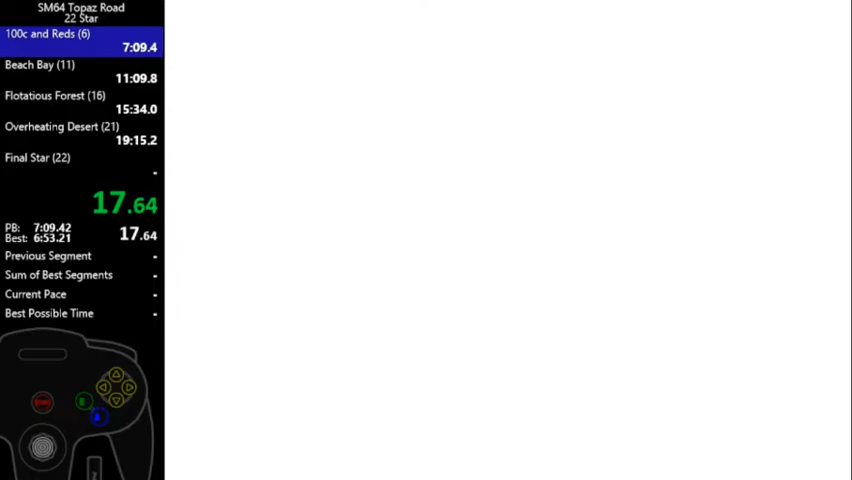 SM64 Topaz Road
22 Star
100c and Reds (6)
7:09.4
Beach Bay (11)
11:09.8
Flotatious Forest (16)
15:34.0
Overheating Desert (21)
19:15.2
Final Star (22)
-
17.64
PB: 7:09.42
Best: 6:53.21
17.64
Previous Segment -
Sum of Best Segments -
Current Pace -
Best Possible Time -
B
A